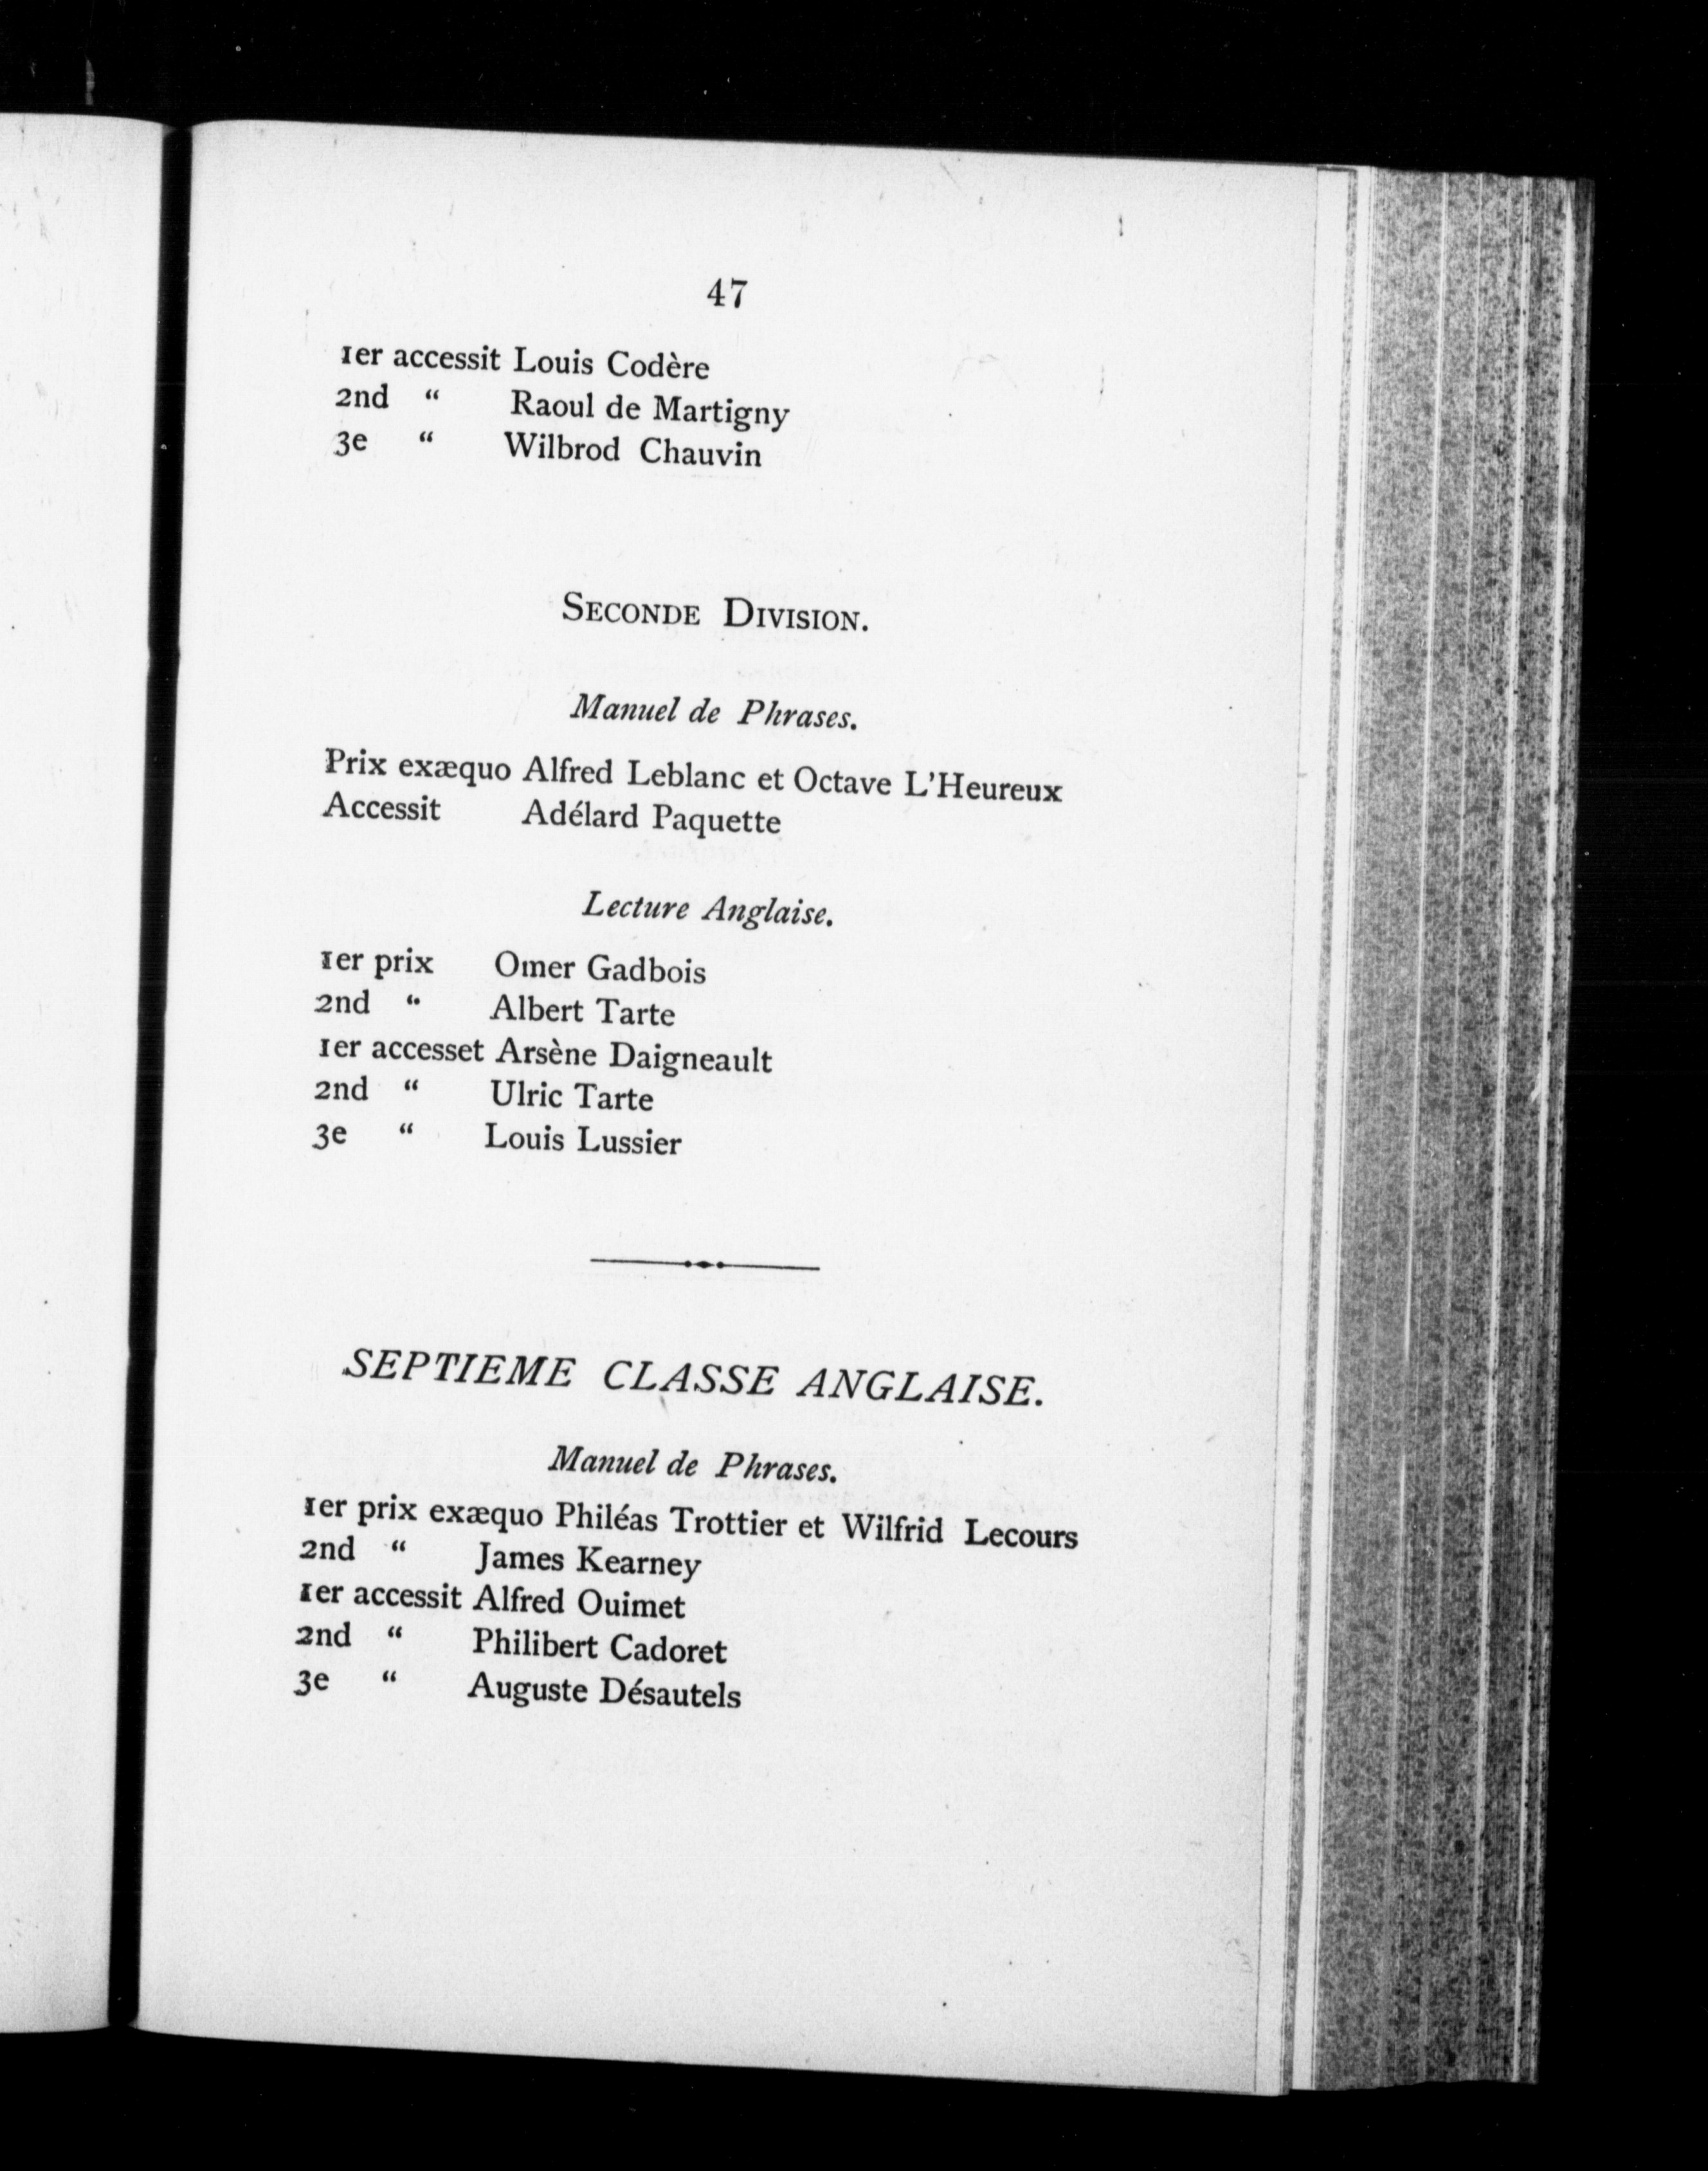 47
1er accessit Louis Codère
2nd “ Raoul de Martigny
3e “ Wilbrod Chauvin
SECONDE DIVISION.
Manuel de Phrases.
Prix exæquo Alfred Leblanc et Octave L’Heureux
Accessit Adélard Paquette
Lecture Anglaise.
1er prix Omer Gadbois
2nd “ Albert Tarte
1er accesset Arsène Daigneault
2nd “ Ulric Tarte
3e “ Louis Lussier
SEPTIEME CLASSE ANGLAISE.
Manuel de Phrases.
1er prix exæquo Philéas Trottier et Wilfrid Lecours
2nd “ James Kearney
1er accessit Alfred Ouimet
2nd “ Philibert Cadoret
3e “ Auguste Désautels